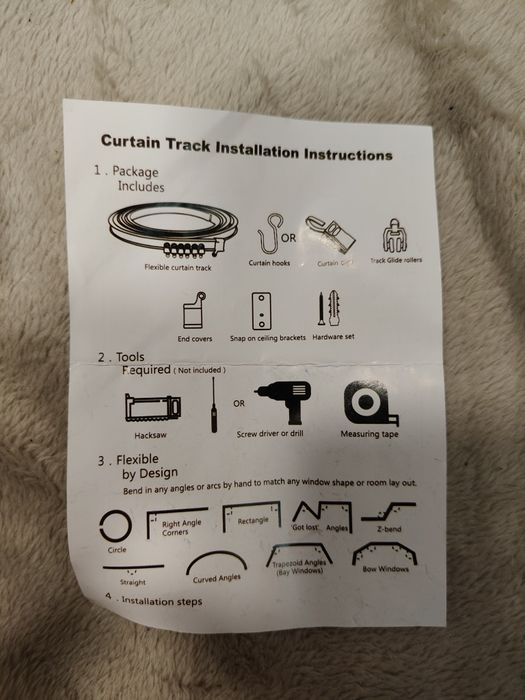 Curtain Track Installation Instructions
1 . Package
Includes
OR
Flexible curtain track
Curtain hooks
Curtain
Track Glide rollers
End covers
Snap on ceiling brackets
Hardware set
2 . Tools
Required ( Not included )
OR
Hacksaw
Screw driver or drill
Measuring tape
3 . Flexible
by Design
Bend in any angles or arcs by hand to match any window shape or room lay out.
Circle
Right Angle
Corners
Rectangle
Got lost Angles
Z-bend
Straight
Curved Angles
Trapezoid Angles
(Bay Windows)
Bow Windows
4 . Installation steps